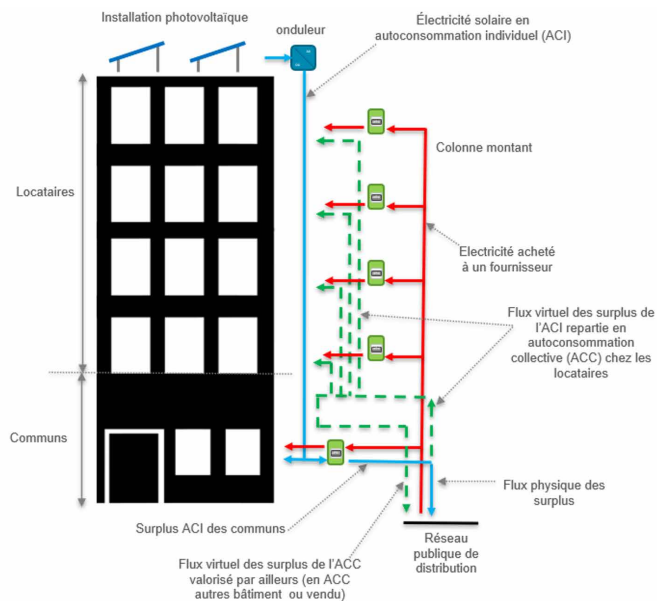 Installation photovoltaïque
onduleur
Électricité solaire en
autoconsommation individuel (ACI)
Colonne montant
Locataires
Electricité acheté
à un fournisseur
Flux virtuel des surplus de
l'ACI repartie en
autoconsommation
collective (ACC) chez les
locataires
Communs
Flux physique des
surplus
Surplus ACI des communs
Réseau
publique de
distribution
Flux virtuel des surplus de l'ACC
valorisé par ailleurs (en ACC
autres bâtiment ou vendu)